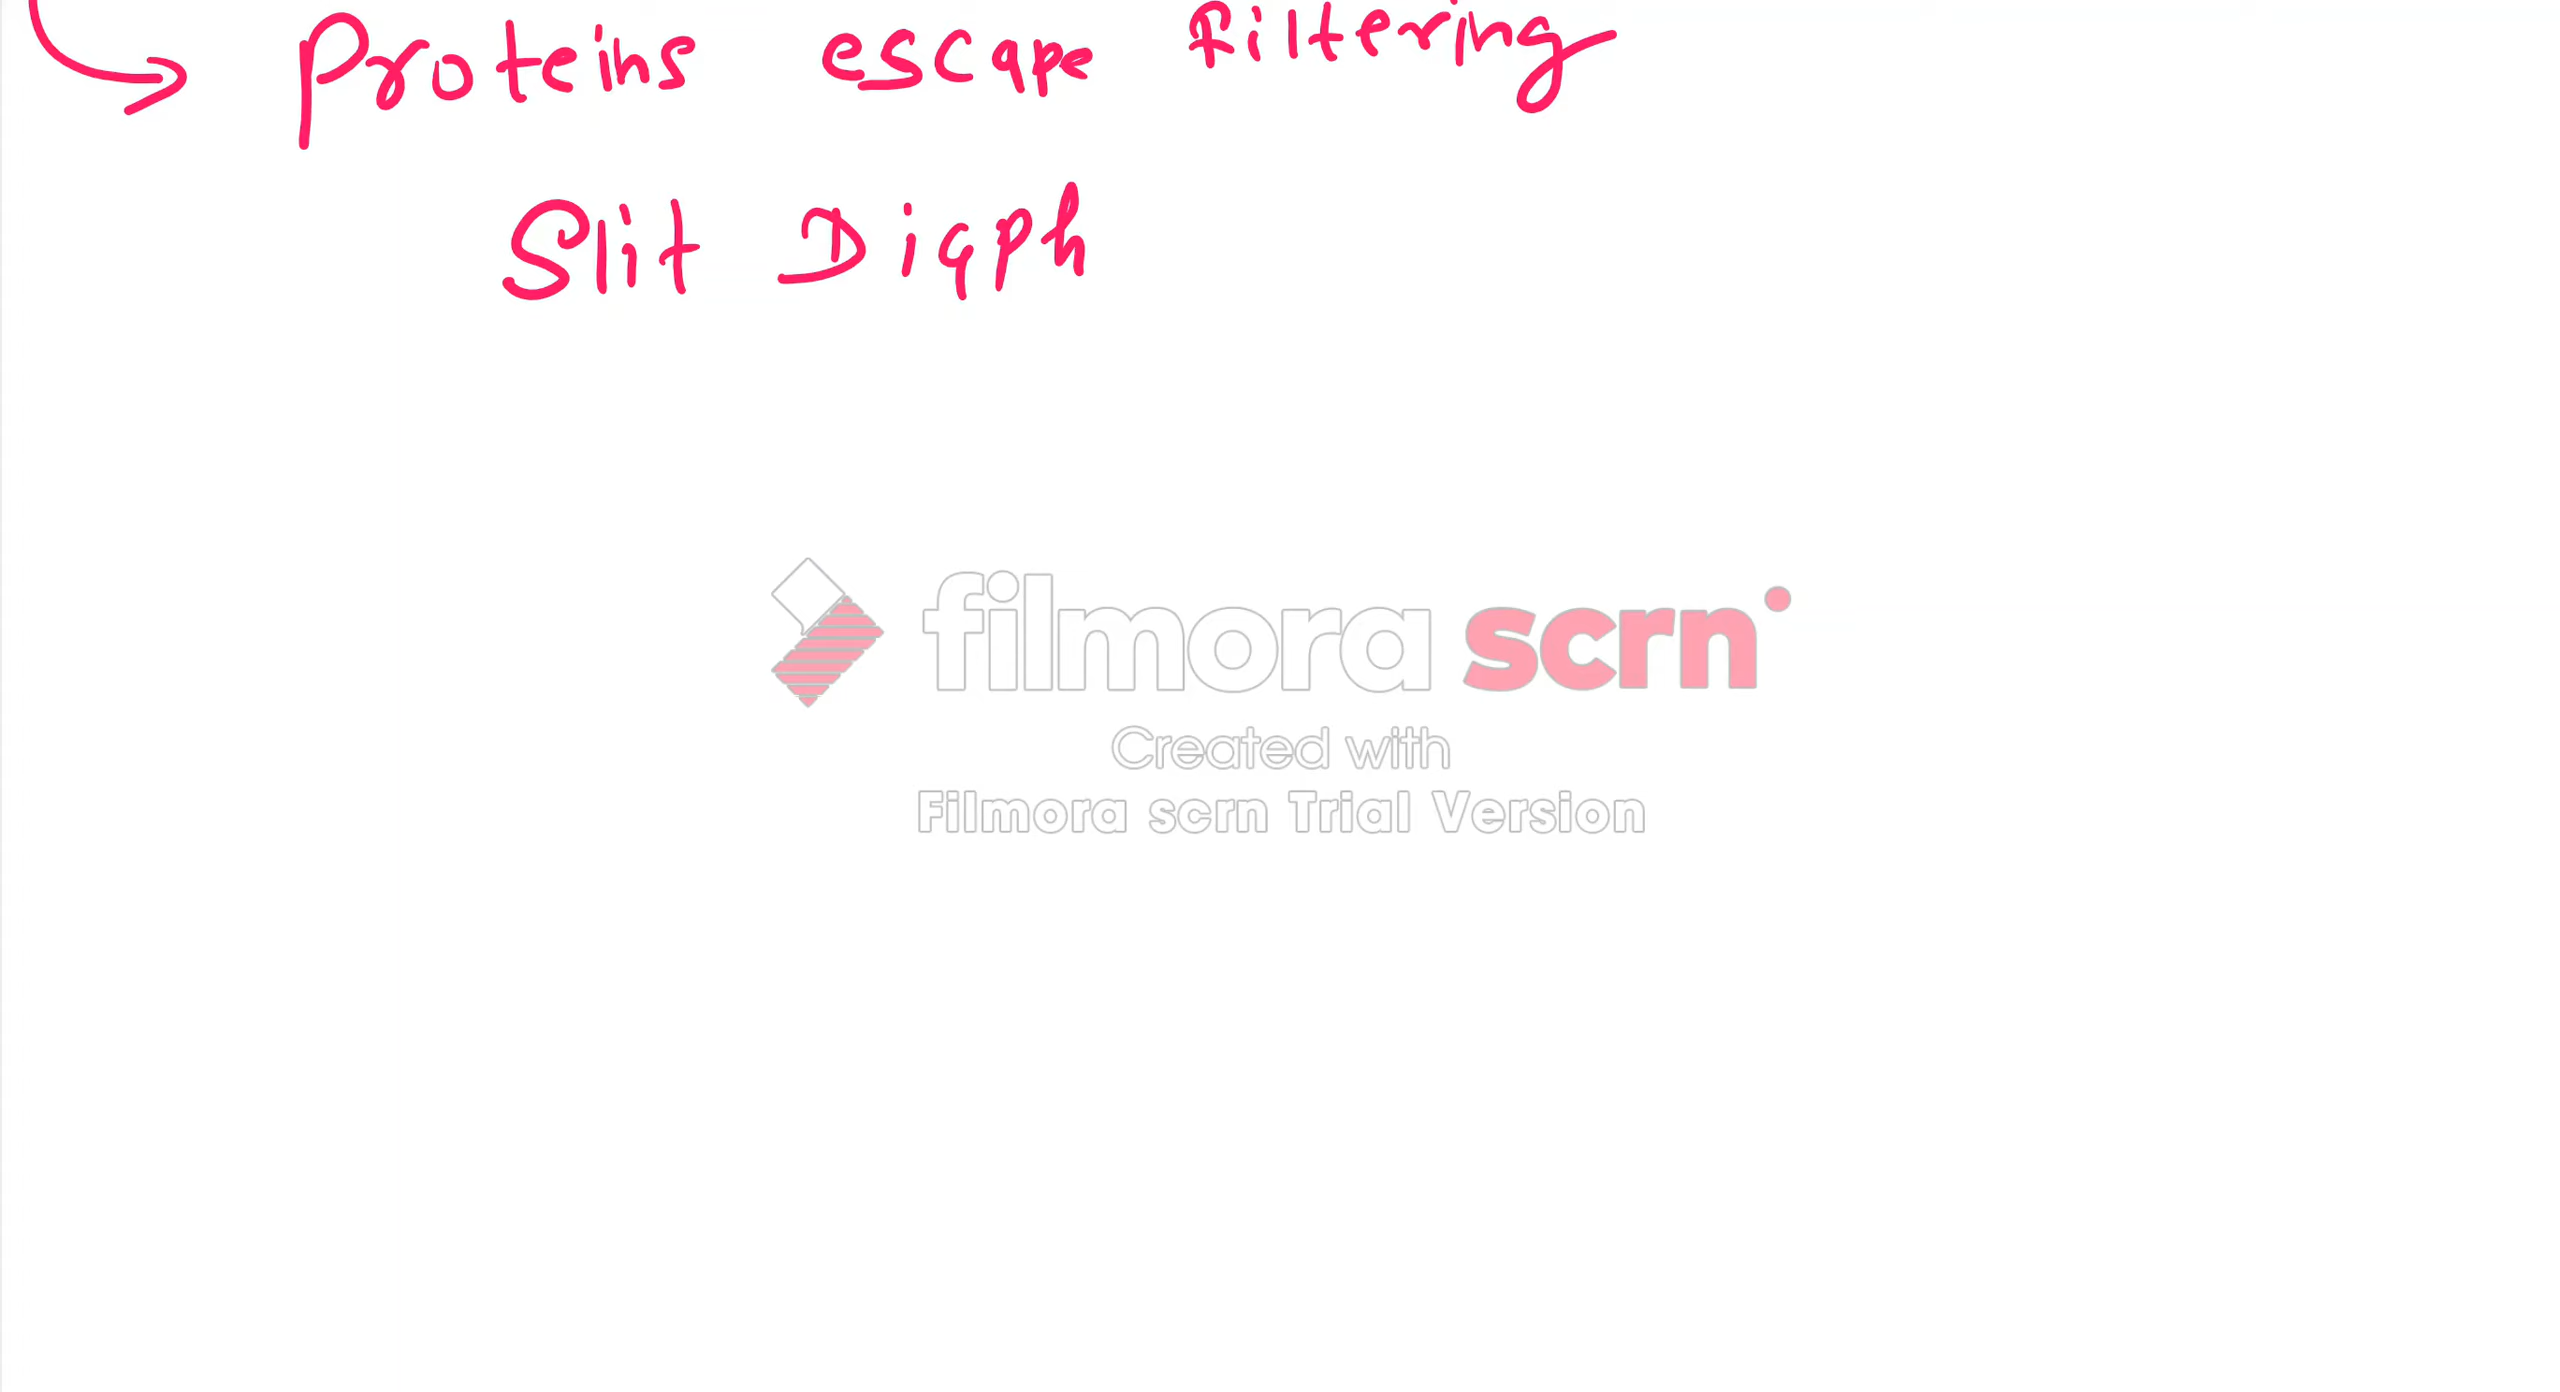 Proteins escape filtering
Slit Diaph
filmora scrn
Created with
Filmora scrn Trial Version